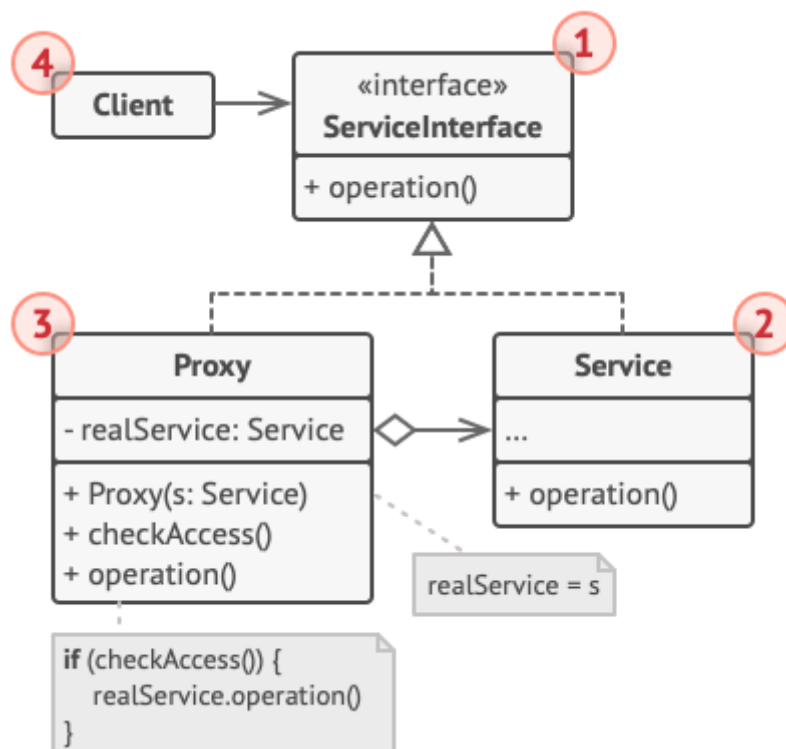 4
Client
1
«interface»
ServiceInterface
+ operation()
3
Proxy
- realService: Service
+ Proxy(s: Service)
+ checkAccess()
+ operation()
2
Service
...
+ operation()
realService = s
if (checkAccess()) {
realService.operation()
}